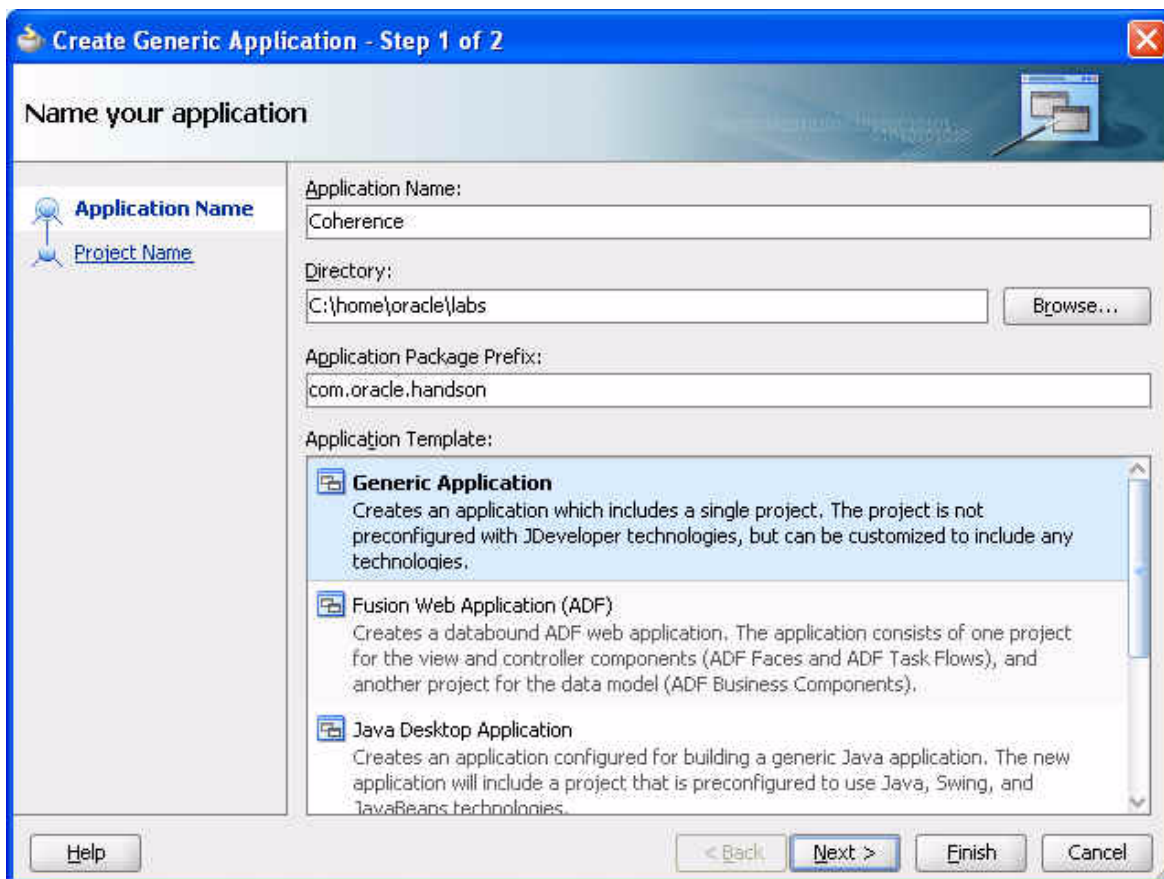 Create Generic Application - Step 1 of 2
Name your application
Application Name
Project Name
Application Name:
Coherence
Directory:
C:\home\oracle\labs
Browse...
Application Package Prefix:
com.oracle.handson
Application Template:
Generic Application
Creates an application which includes a single project. The project is not
preconfigured with JDeveloper technologies, but can be customized to include any
technologies.
Fusion Web Application (ADF)
Creates a databound ADF web application. The application consists of one project
for the view and controller components (ADF Faces and ADF Task Flows), and
another project for the data model (ADF Business Components).
Java Desktop Application
Creates an application configured for building a generic Java application. The new
application will include a project that is preconfigured to use Java, Swing, and
JavaBeans technologies.
Help
< Back
Next >
Finish
Cancel